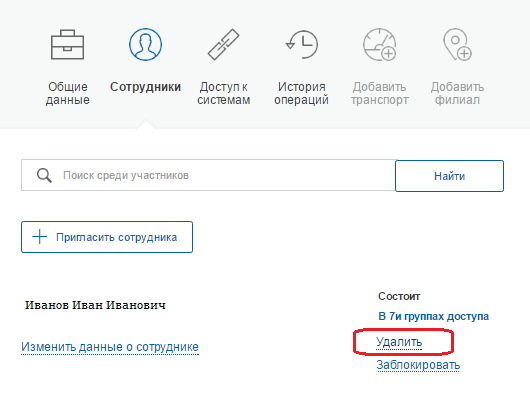 Общие данные
Сотрудники
Доступ к системам
История операций
Добавить транспорт
Добавить филиал
Поиск среди участников
Найти
Пригласить сотрудника
Состоит
Иванов Иван Иванович
В 7и группах доступа
Удалить
Изменить данные о сотруднике
Заблокировать